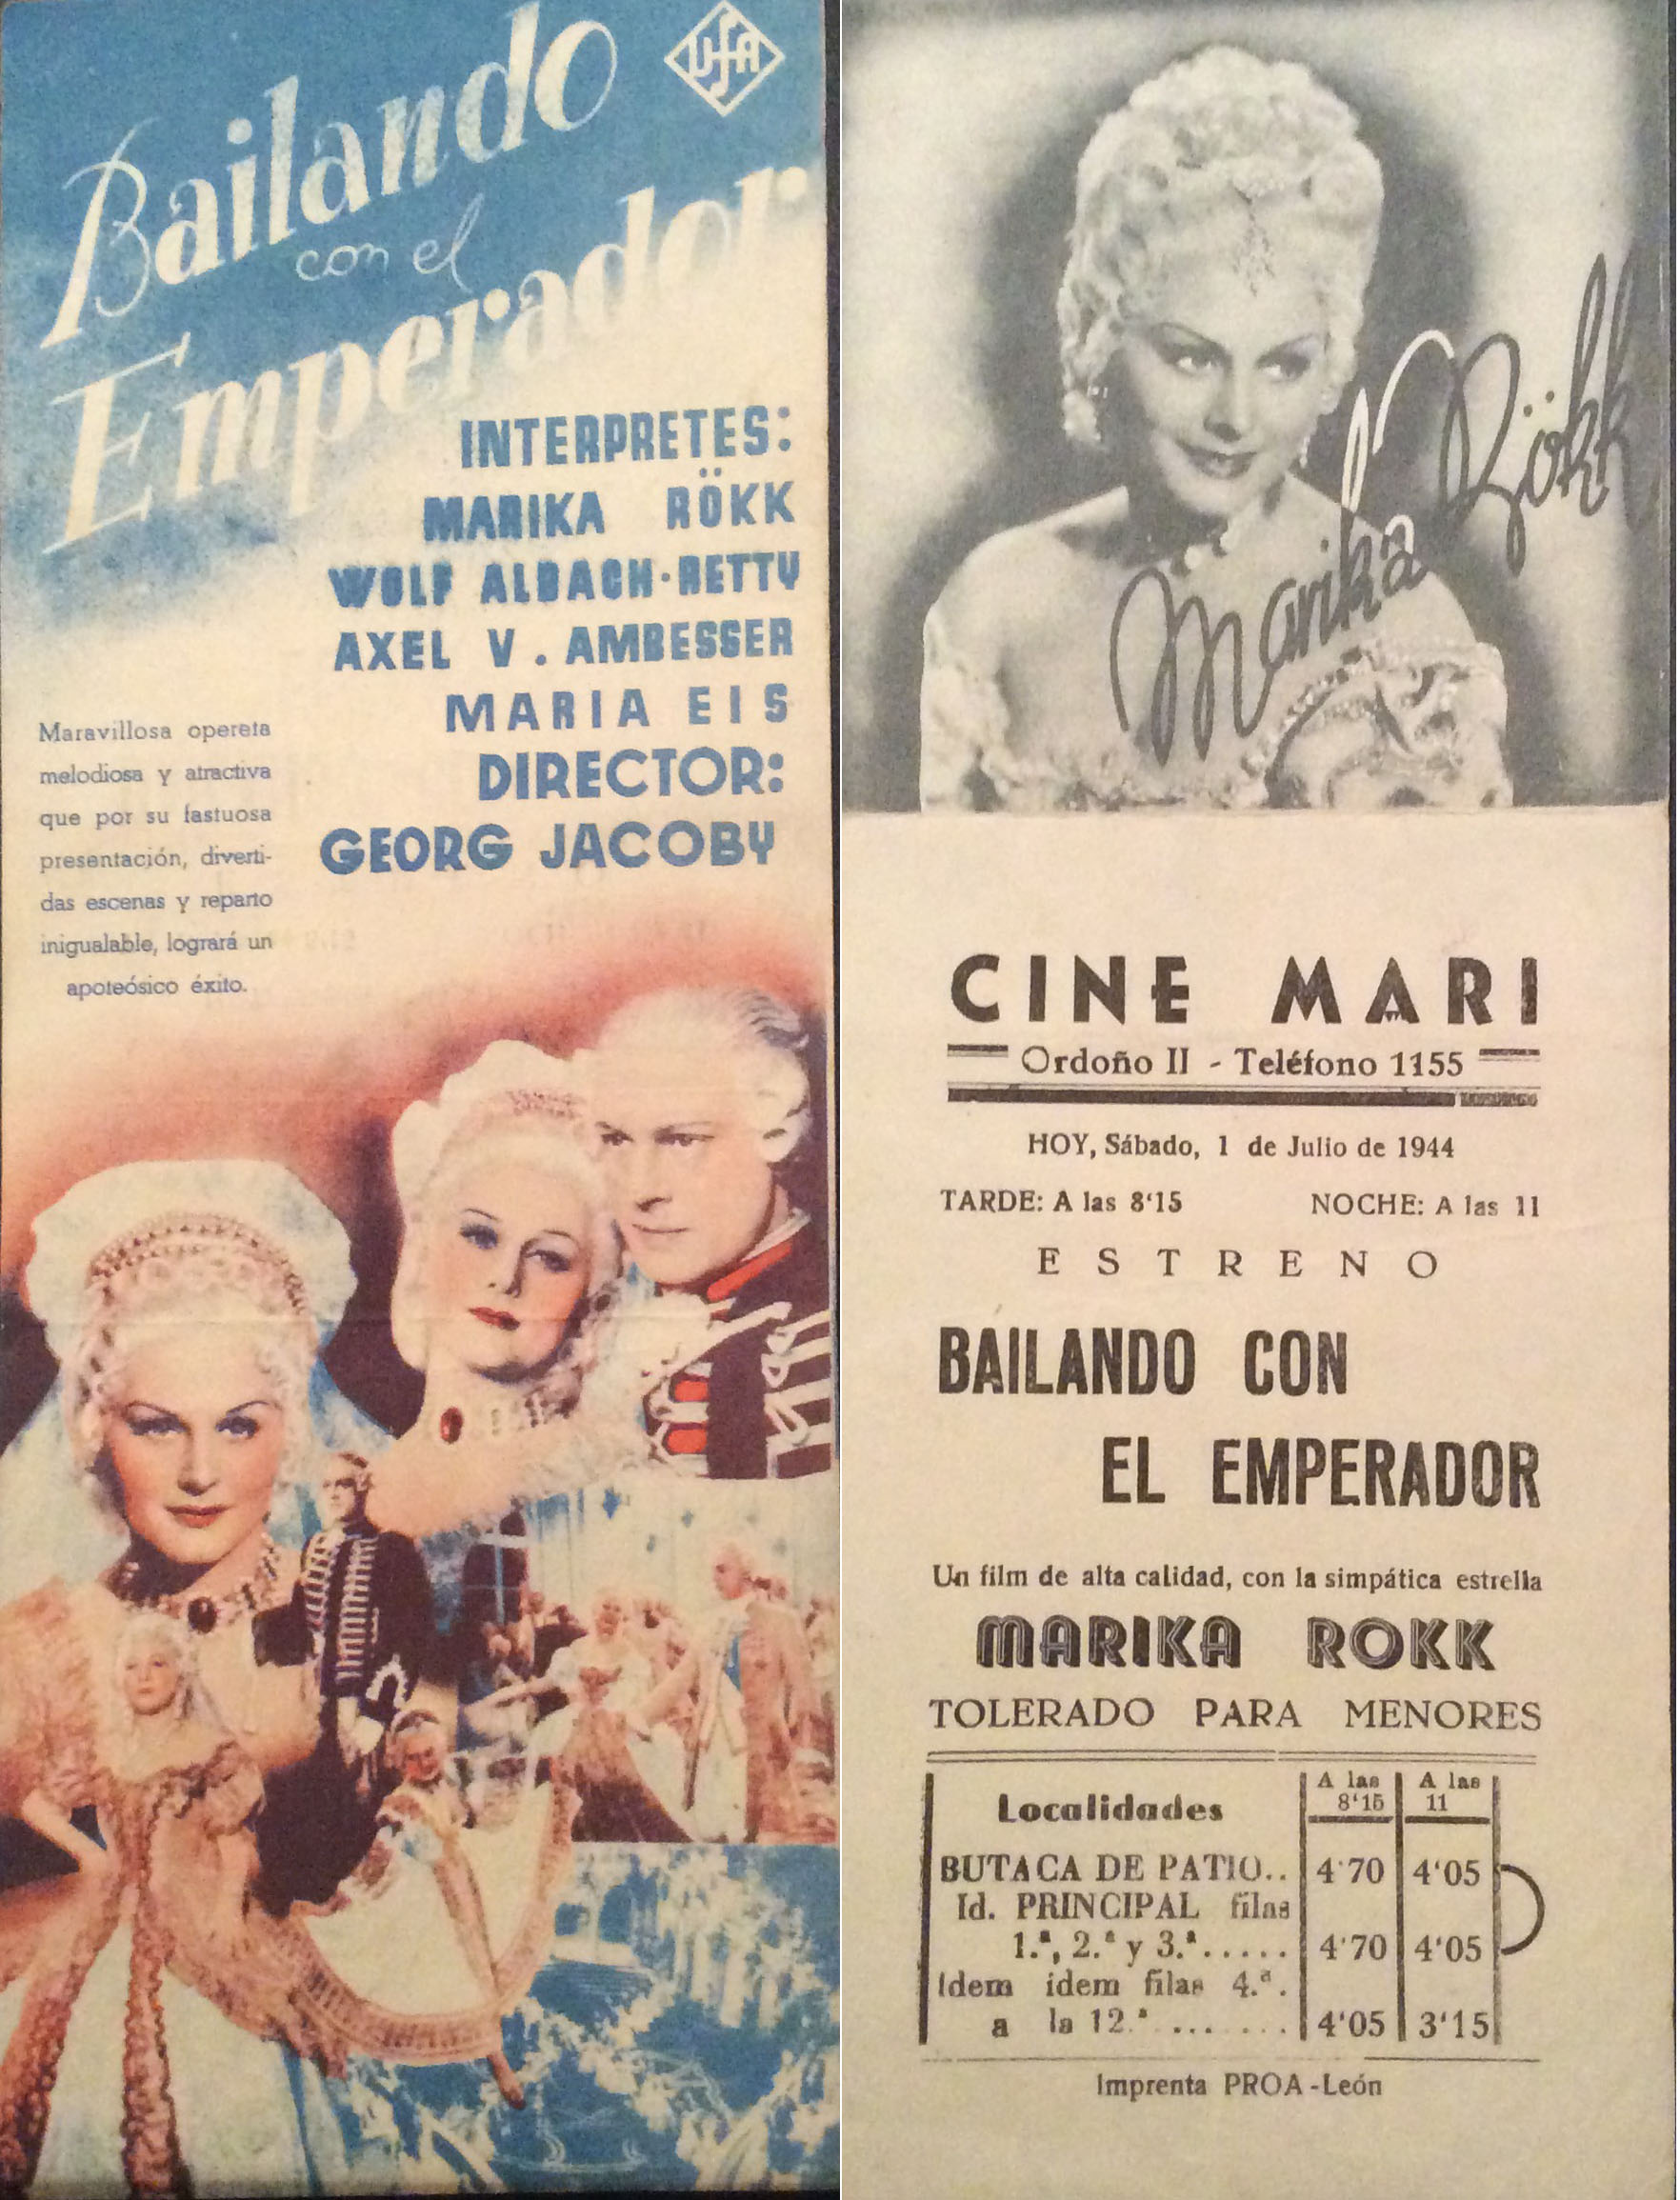 Bailando
con el
Emperador
UfA
INTERPRETES:
MARIKA RÖKK
WOLF ALBACH-RETTY
AXEL V. AMBESSER
MARIA EIS
DIRECTOR:
GEORG JACOBY
Maravillosa opereta
melodiosa y atractiva
que por su fastuosa
presentación, diverti-
das escenas y reparto
inigualable, logrará un
apoteósico éxito.
Marika Rökk
CINE MARI
Ordoño II - Teléfono 1155
HOY, Sábado, 1 de Julio de 1944
TARDE: A las 8'15 NOCHE: A las 11
ESTRENO
BAILANDO CON
EL EMPERADOR
Un film de alta calidad, con la simpática estrella
MARIKA ROKK
TOLERADO PARA MENORES
Localidades A las 8'15 A las 11
BUTACA DE PATIO.. 4'70 4'05
Id. PRINCIPAL filas
1.ª, 2.ª y 3.ª..... 4'70 4'05
Idem idem filas 4.ª.
a la 12.ª ... .... 4'05 3'15
Imprenta PROA-León